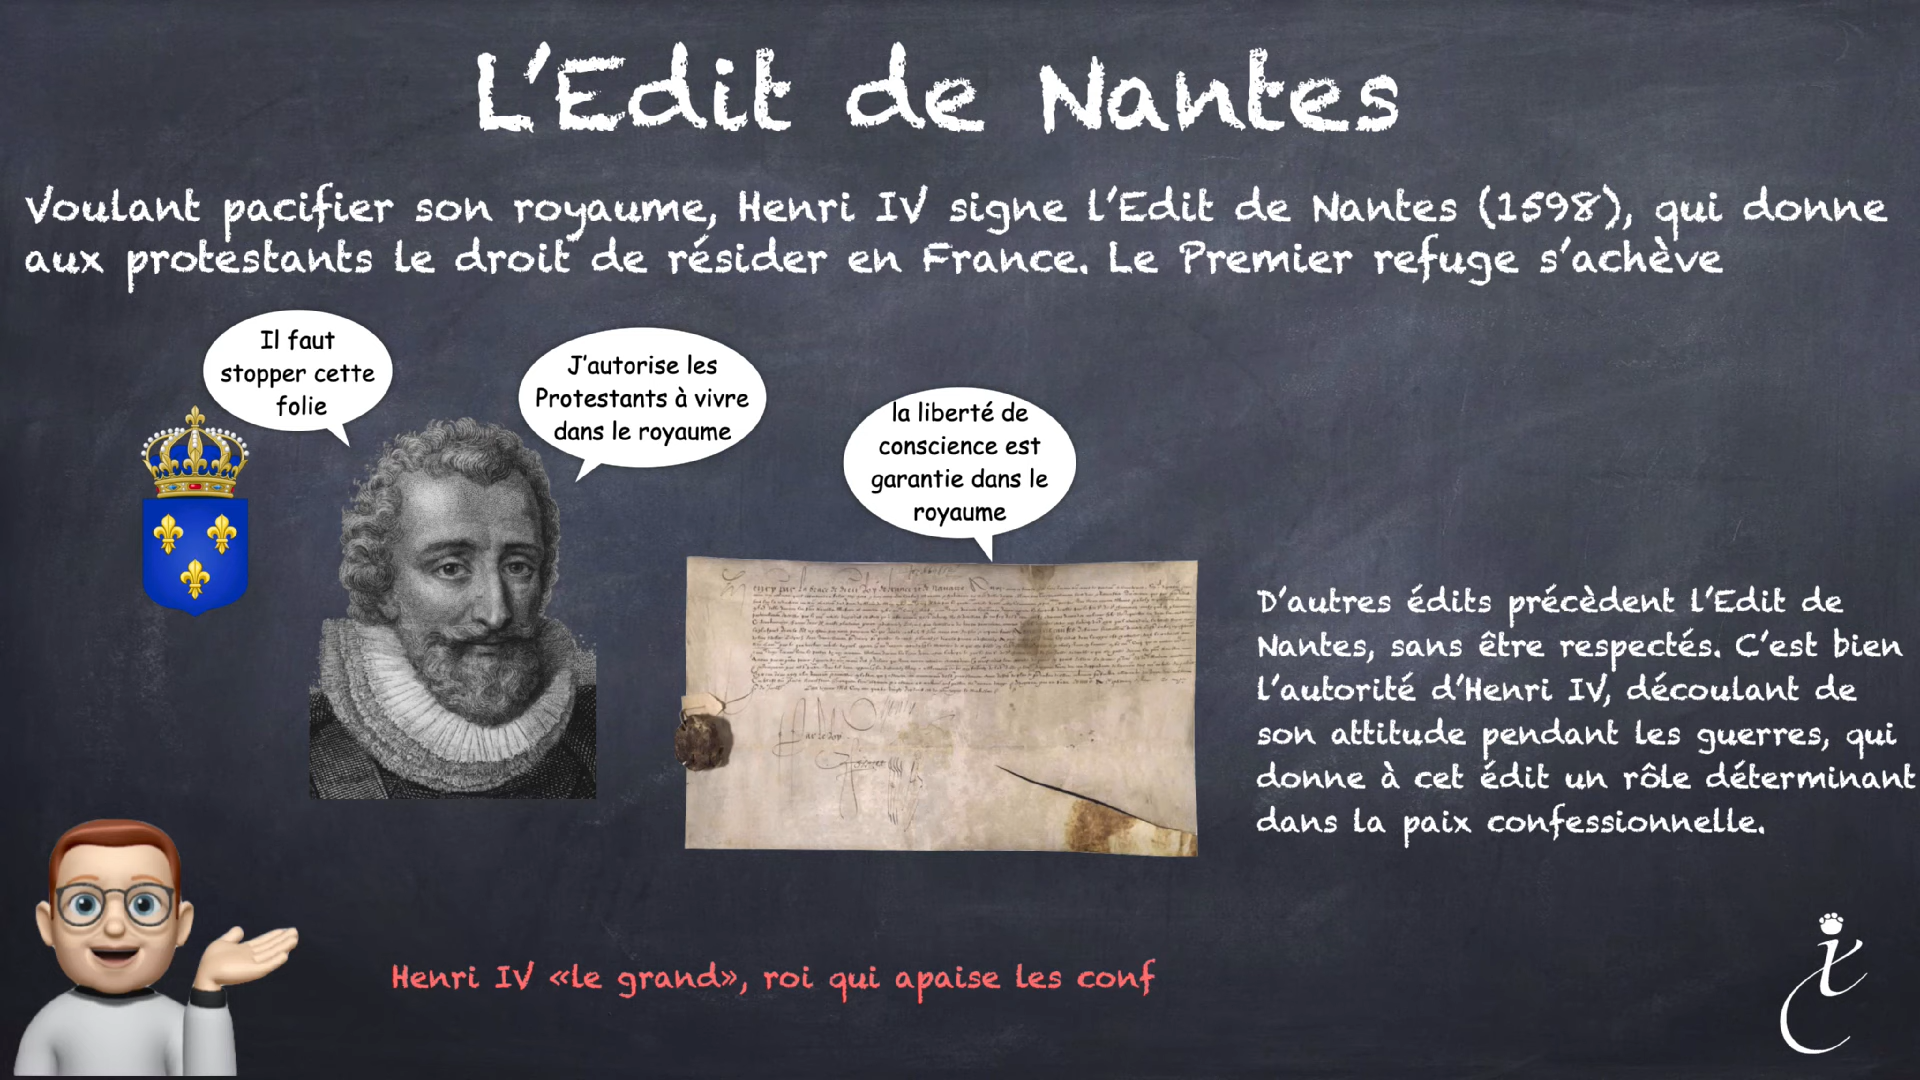 L'Edit de Nantes
Voulant pacifier son royaume, Henri IV signe l'Edit de Nantes (1598), qui donne
aux protestants le droit de résider en France. Le Premier refuge s'achève
Il faut
stopper cette
folie
J'autorise les
Protestants à vivre
dans le royaume
la liberté de
conscience est
garantie dans le
royaume
D'autres édits précèdent l'Edit de
Nantes, sans être respectés. C'est bien
l'autorité d'Henri IV, découlant de
son attitude pendant les guerres, qui
donne à cet édit un rôle déterminant
dans la paix confessionnelle.
Henri IV «le grand», roi qui apaise les conf